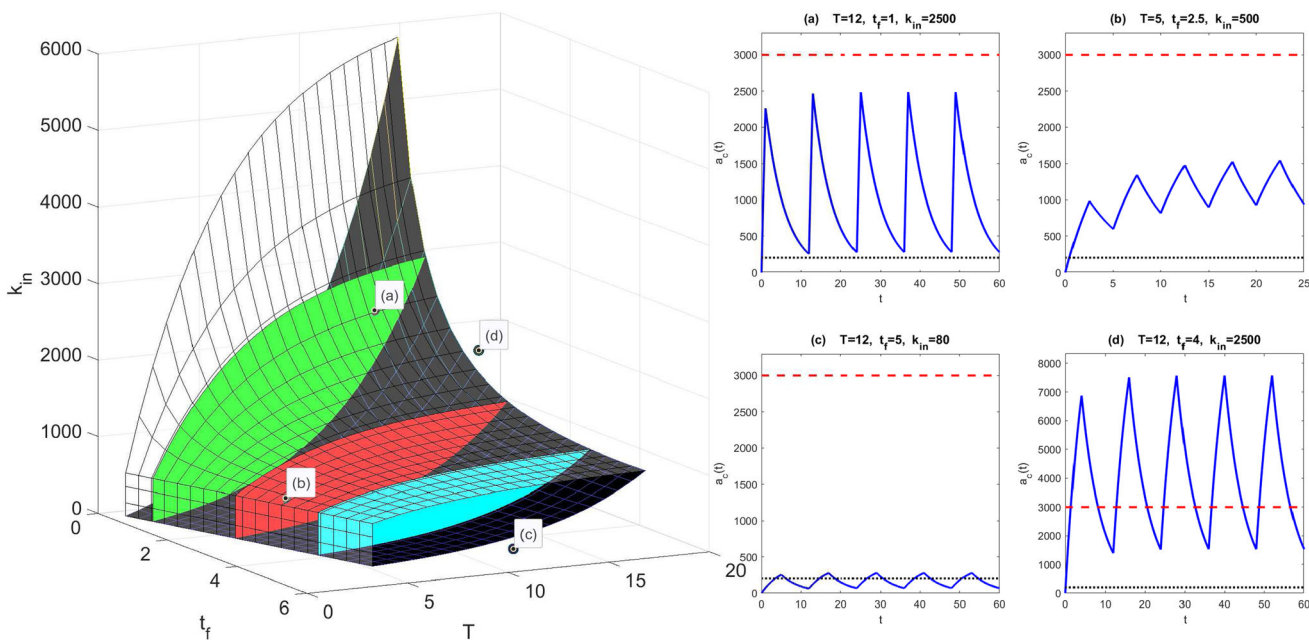 6000
5000
4000
3000
2000
1000
0
k_in
0
2
4
6
t_f
0
5
10
15
20
T
(a)
(b)
(c)
(d)
(a) T=12, t_f=1, k_in=2500
3000
2500
2000
1500
1000
500
0
a_c(t)
0 10 20 30 40 50 60
t
(b) T=5, t_f=2.5, k_in=500
3000
2500
2000
1500
1000
500
0
a_c(t)
0 5 10 15 20 25
t
(c) T=12, t_f=5, k_in=80
3000
2500
2000
1500
1000
500
0
a_c(t)
0 10 20 30 40 50 60
t
(d) T=12, t_f=4, k_in=2500
8000
7000
6000
5000
4000
3000
2000
1000
0
a_c(t)
0 10 20 30 40 50 60
t